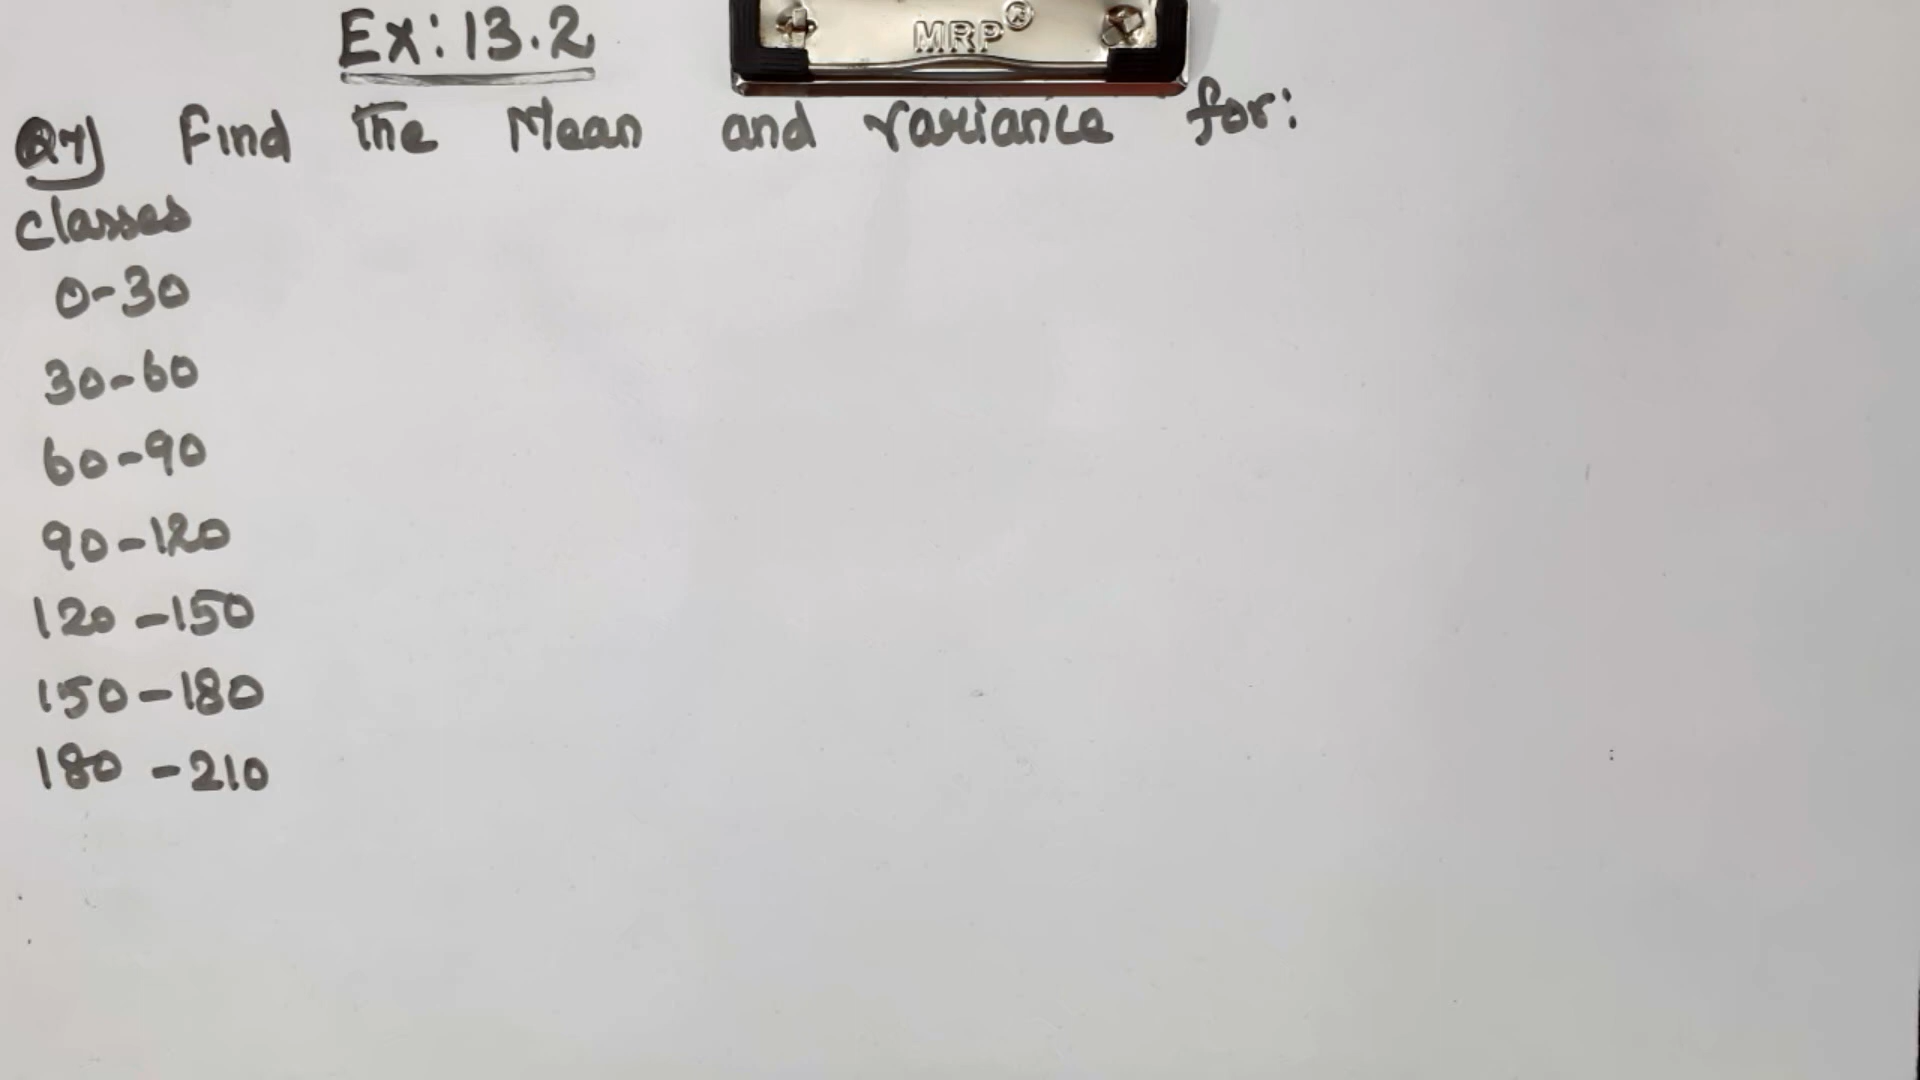 Ex: 13.2
MRP®
Q7) Find the Mean and variance for:
classes
0-30
30-60
60-90
90-120
120-150
150-180
180-210